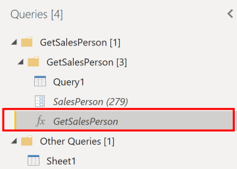 Queries [4]
GetSalesPerson [1]
GetSalesPerson [3]
Query1
SalesPerson (279)
fx GetSalesPerson
Other Queries [1]
Sheet1